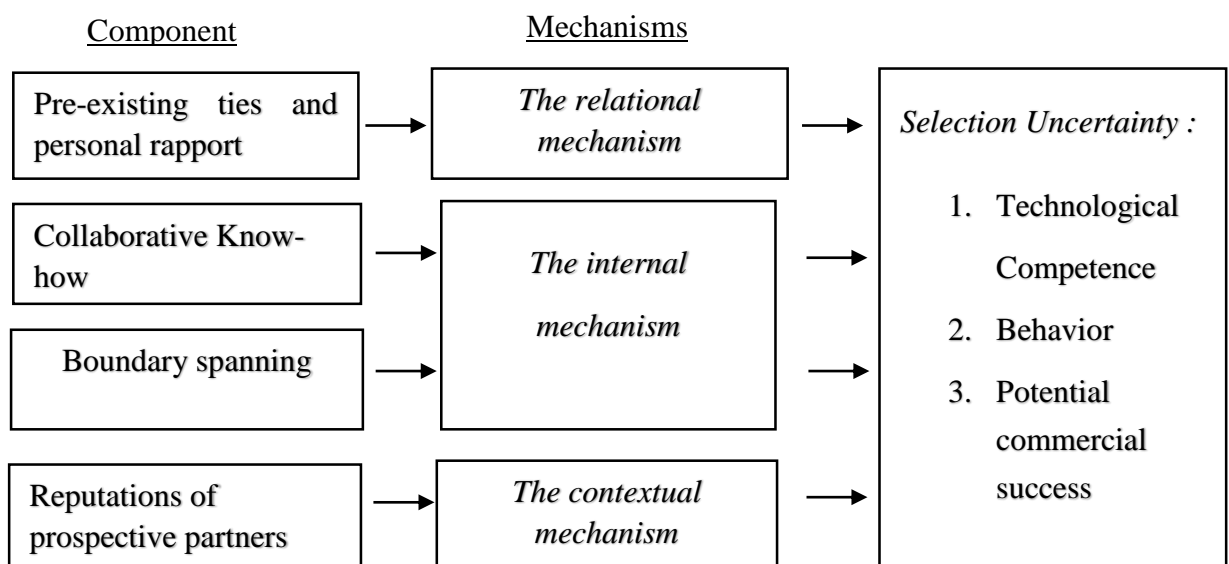 Component
Mechanisms
Pre-existing ties and
personal rapport
The relational
mechanism
Selection Uncertainty :
1. Technological
Competence
2. Behavior
3. Potential
commercial
success
Collaborative Know-
how
The internal
mechanism
Boundary spanning
Reputations of
prospective partners
The contextual
mechanism